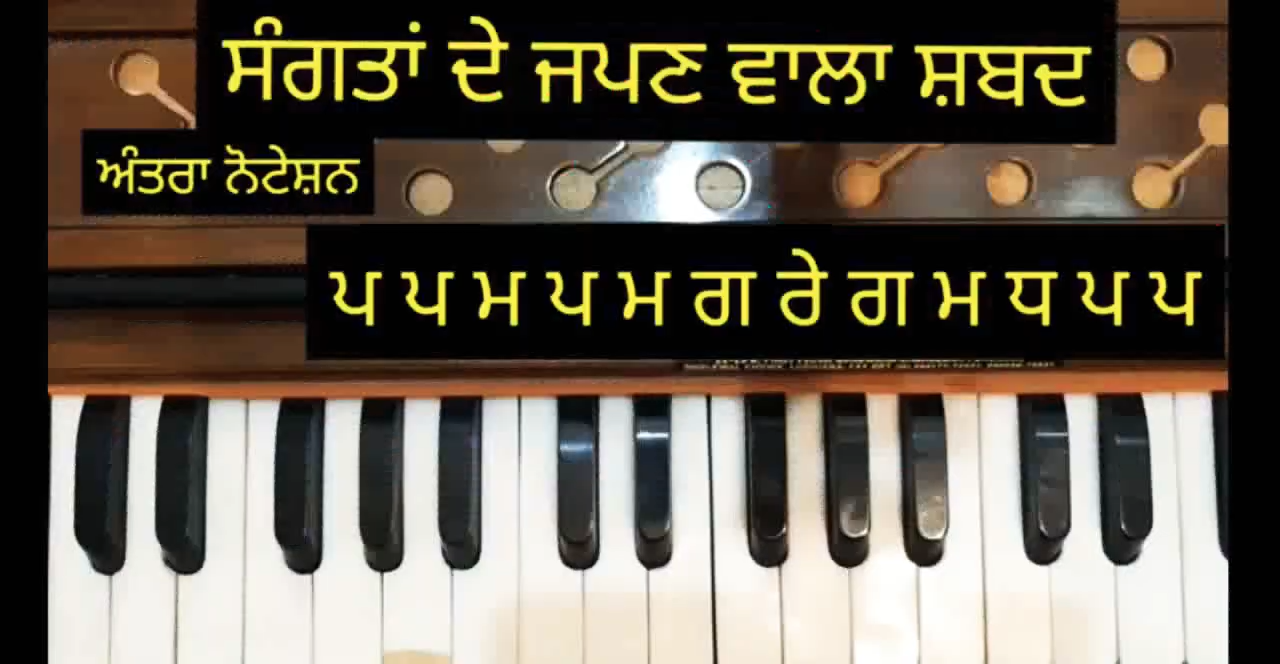 ਸੰਗਤਾਂ ਦੇ ਜਪਣ ਵਾਲਾ ਸ਼ਬਦ
ਅੰਤਰਾ ਨੋਟੇਸ਼ਨ
ਪ ਪ ਮ ਪ ਮ ਗ ਰੇ ਗ ਮ ਧ ਪ ਪ